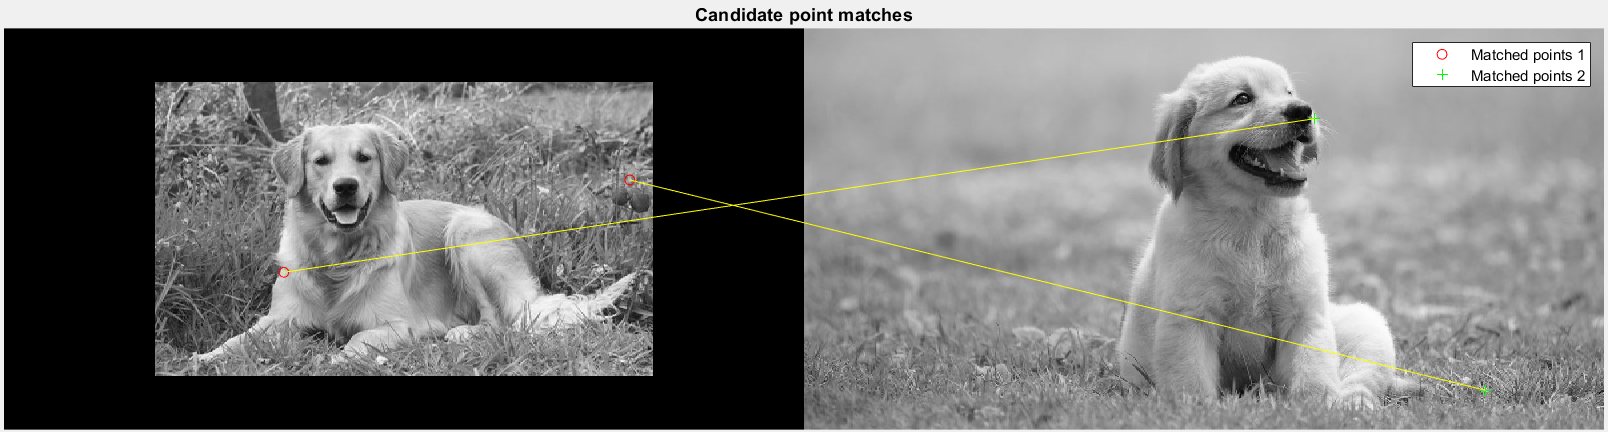 Candidate point matches
Matched points 1
Matched points 2